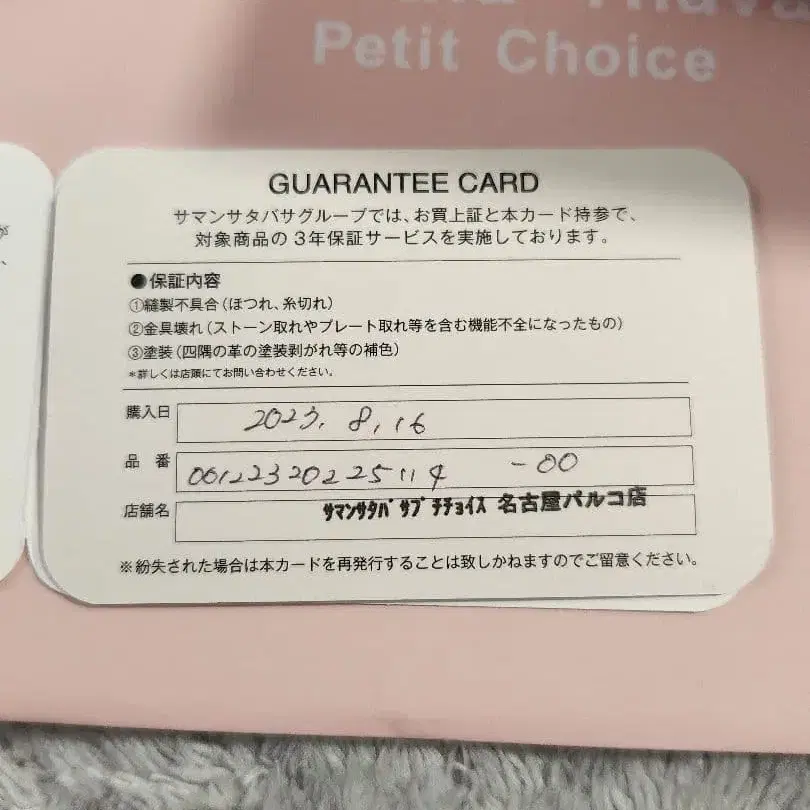 Petit Choice
GUARANTEE CARD
サマンサタバサグループでは、お買上証と本カード持参で、
対象商品の3年保証サービスを実施しております。
●保証内容
①縫製不具合(ほつれ、糸切れ)
②金具壊れ(ストーン取れやプレート取れ等を含む機能不全になったもの)
③塗装(四隅の革の塗装剥がれ等の補色)
*詳しくは店頭にてお問い合わせください。
購入日 2023. 8, 16
品 番 00122320225114 -00
店舗名 サマンサタバサプチチョイス 名古屋パルコ店
※紛失された場合は本カードを再発行することは致しかねますのでご留意ください。